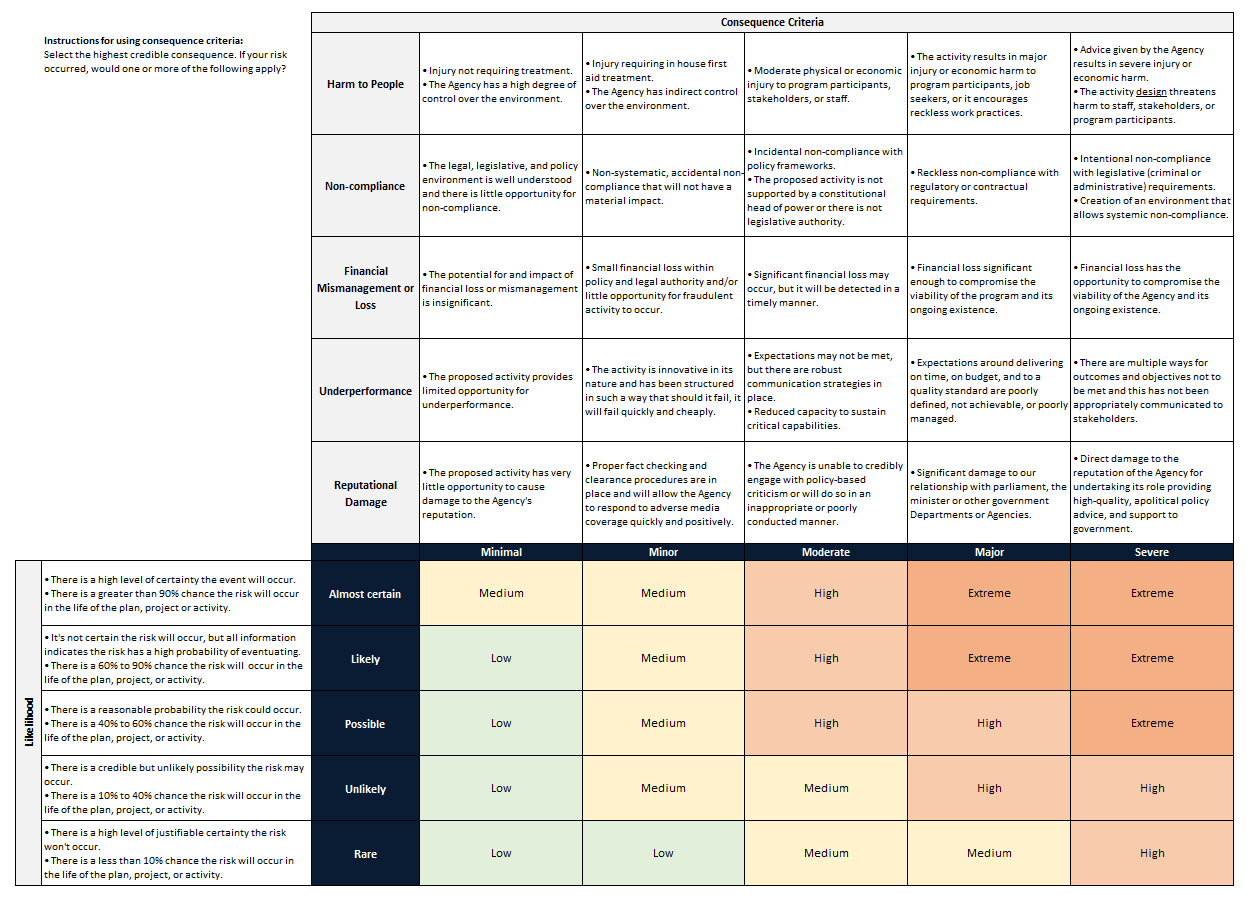 Consequence Criteria
Instructions for using consequence criteria:
Select the highest credible consequence. If your risk
occurred, would one or more of the following apply?
Harm to People
• Injury not requiring treatment.
• The Agency has a high degree of
control over the environment.
• Injury requiring in house first
aid treatment.
• The Agency has indirect control
over the environment.
• Moderate physical or economic
injury to program participants,
stakeholders, or staff.
• The activity results in major
injury or economic harm to
program participants, job
seekers, or it encourages
reckless work practices.
• Advice given by the Agency
results in severe injury or
economic harm.
• The activity design threatens
harm to staff, stakeholders, or
program participants.
Non-compliance
• The legal, legislative, and policy
environment is well understood
and there is little opportunity for
non-compliance.
• Non-systematic, accidental non-
compliance that will not have a
material impact.
• Incidental non-compliance with
policy frameworks.
• The proposed activity is not
supported by a constitutional
head of power or there is not
legislative authority.
• Reckless non-compliance with
regulatory or contractual
requirements.
• Intentional non-compliance
with legislative (criminal or
administrative) requirements.
• Creation of an environment that
allows systemic non-compliance.
Financial
Mismanagement or
Loss
• The potential for and impact of
financial loss or mismanagement
is insignificant.
• Small financial loss within
policy and legal authority and/or
little opportunity for fraudulent
activity to occur.
• Significant financial loss may
occur, but it will be detected in a
timely manner.
• Financial loss significant
enough to compromise the
viability of the program and its
ongoing existence.
• Financial loss has the
opportunity to compromise the
viability of the Agency and its
ongoing existence.
Underperformance
• The proposed activity provides
limited opportunity for
underperformance.
• The activity is innovative in its
nature and has been structured
in such a way that should it fail, it
will fail quickly and cheaply.
• Expectations may not be met,
but there are robust
communication strategies in
place.
• Reduced capacity to sustain
critical capabilities.
• Expectations around delivering
on time, on budget, and to a
quality standard are poorly
defined, not achievable, or poorly
managed.
• There are multiple ways for
outcomes and objectives not to
be met and this has not been
appropriately communicated to
stakeholders.
Reputational
Damage
• The proposed activity has very
little opportunity to cause
damage to the Agency's
reputation.
• Proper fact checking and
clearance procedures are in
place and will allow the Agency
to respond to adverse media
coverage quickly and positively.
• The Agency is unable to credibly
engage with policy-based
criticism or will do so in an
inappropriate or poorly
conducted manner.
• Significant damage to our
relationship with parliament, the
minister or other government
Departments or Agencies.
• Direct damage to the
reputation of the Agency for
undertaking its role providing
high-quality, apolitical policy
advice, and support to
government.
Minimal
Minor
Moderate
Major
Severe
Likelihood
• There is a high level of certainty the event will occur.
• There is a greater than 90% chance the risk will occur
in the life of the plan, project or activity.
Almost certain
Medium
Medium
High
Extreme
Extreme
• It's not certain the risk will occur, but all information
indicates the risk has a high probability of eventuating.
• There is a 60% to 90% chance the risk will occur in the
life of the plan, project, or activity.
Likely
Low
Medium
High
Extreme
Extreme
• There is a reasonable probability the risk could occur.
• There is a 40% to 60% chance the risk will occur in the
life of the plan, project, or activity.
Possible
Low
Medium
High
High
Extreme
• There is a credible but unlikely possibility the risk may
occur.
• There is a 10% to 40% chance the risk will occur in the
life of the plan, project, or activity.
Unlikely
Low
Medium
Medium
High
High
• There is a high level of justifiable certainty the risk
won't occur.
• There is a less than 10% chance the risk will occur in
the life of the plan, project, or activity.
Rare
Low
Low
Medium
Medium
High